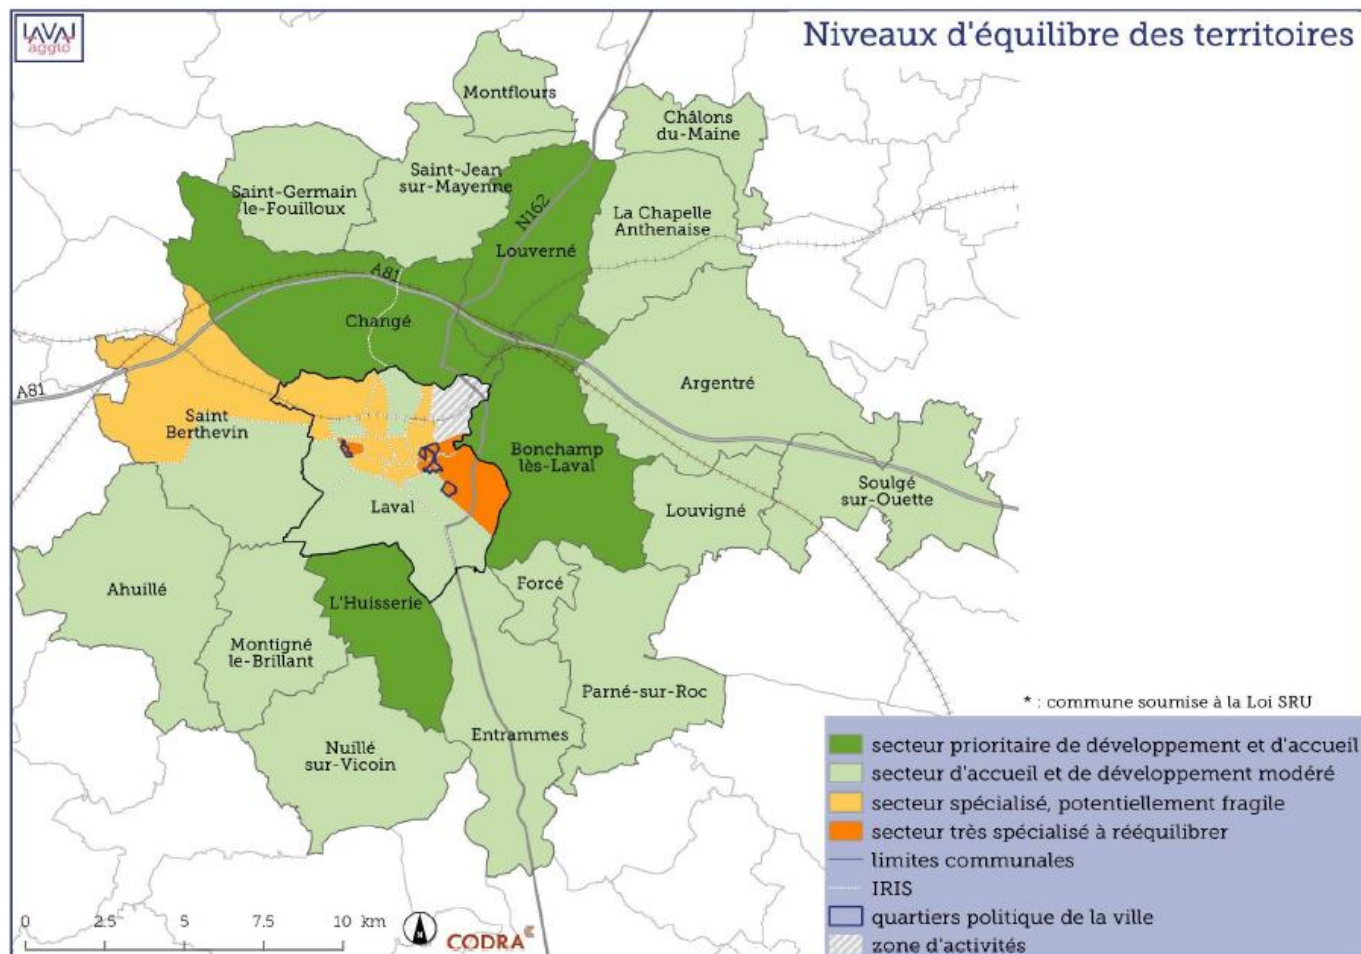 LAVAL
agglo
Niveaux d'équilibre des territoires
Montflours
Châlons
du-Maine
Saint-Jean
sur-Mayenne
Saint-Germain
le-Fouilloux
N162
La Chapelle
Anthenaise
Louverné
A81
Changé
A81
Argentré
Saint
Berthevin
Bonchamp
lès-Laval
Soulgé
sur-Ouette
Laval
Louvigné
Ahuillé
Forcé
L'Huisserie
Montigné
le-Brillant
Parné-sur-Roc
Entrammes
Nuillé
sur-Vicoin
* : commune soumise à la Loi SRU
secteur prioritaire de développement et d'accueil
secteur d'accueil et de développement modéré
secteur spécialisé, potentiellement fragile
secteur très spécialisé à rééquilibrer
limites communales
IRIS
quartiers politique de la ville
zone d'activités
0 2.5 5 7.5 10 km
N
CODRA